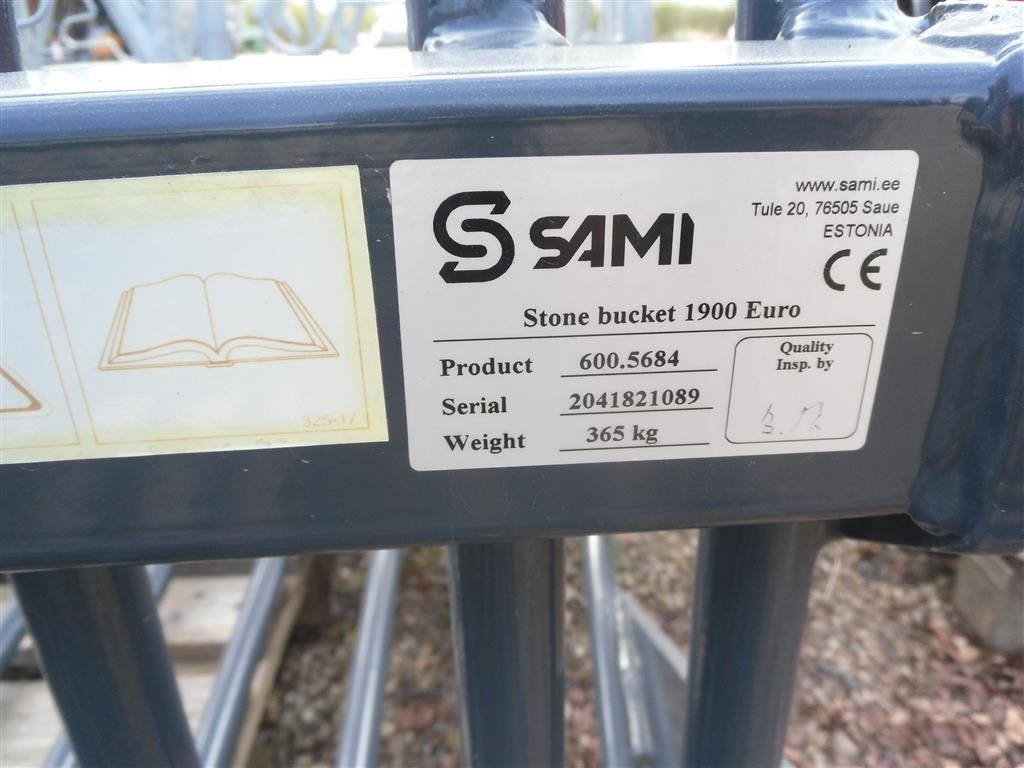 325-17
SAMI
www.sami.ee
Tule 20, 76505 Saue
ESTONIA
CE
Stone bucket 1900 Euro
Product 600.5684
Serial 2041821089
Weight 365 kg
Quality
Insp. by